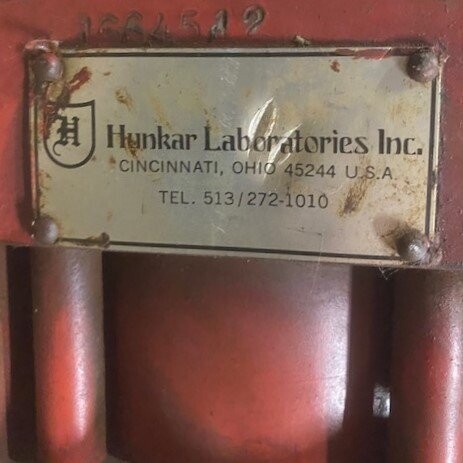 H
Hunkar Laboratories Inc.
CINCINNATI, OHIO 45244 U.S.A.
TEL. 513/272-1010